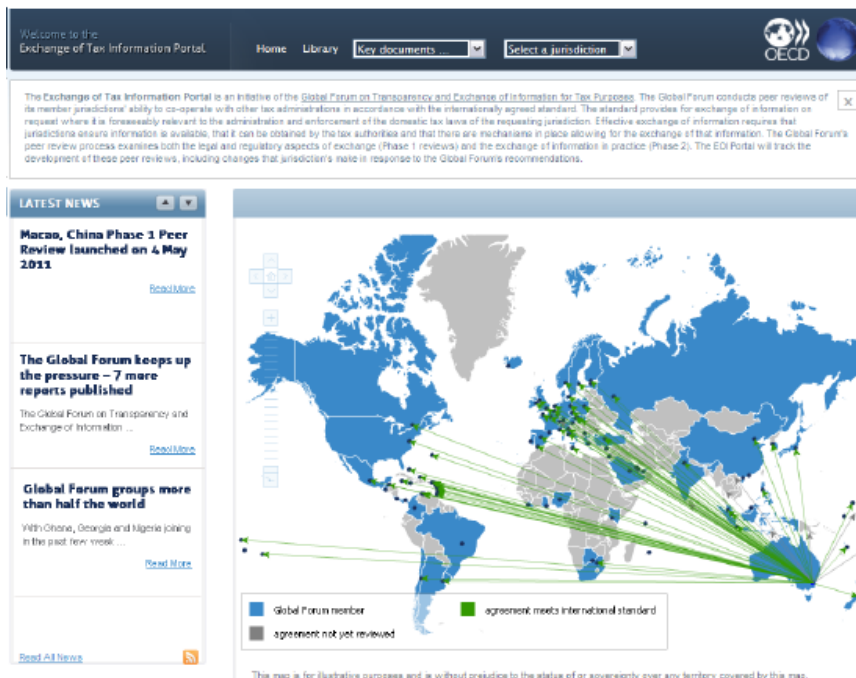 Welcome to the
Exchange of Tax Information Portal
Home Library Key documents ... Select a jurisdiction
OECD
The Exchange of Tax Information Portal is an initiative of the Global Forum on Transparency and Exchange of Information for Tax Purposes. The Global Forum conducts peer reviews of
its member jurisdictions' ability to co-operate with other tax administrations in accordance with the internationally agreed standard. The standard provides for exchange of information on
request where it is foreseeably relevant to the administration and enforcement of the domestic tax laws of the requesting jurisdiction. Effective exchange of information requires that
jurisdictions ensure information is available, that it can be obtained by the tax authorities and that there are mechanisms in place allowing for the exchange of that information. The Global Forum's
peer review process examines both the legal and regulatory aspects of exchange (Phase 1 reviews) and the exchange of information in practice (Phase 2). The EOI Portal will track the
development of these peer reviews, including changes that jurisdiction's make in response to the Global Forum's recommendations.
LATEST NEWS
Macao, China Phase 1 Peer
Review launched on 4 May
2011
Read More
The Global Forum keeps up
the pressure – 7 more
reports published
The Global Forum on Transparency and
Exchange of Information ...
Read More
Global Forum groups more
than half the world
With Ghana, Georgia and Nigeria joining
in the past few week ...
Read More
Read All News
Global Forum member
agreement meets international standard
agreement not yet reviewed
This map is for illustrative purposes and is without prejudice to the status of or sovereignty over any territory covered by this map.